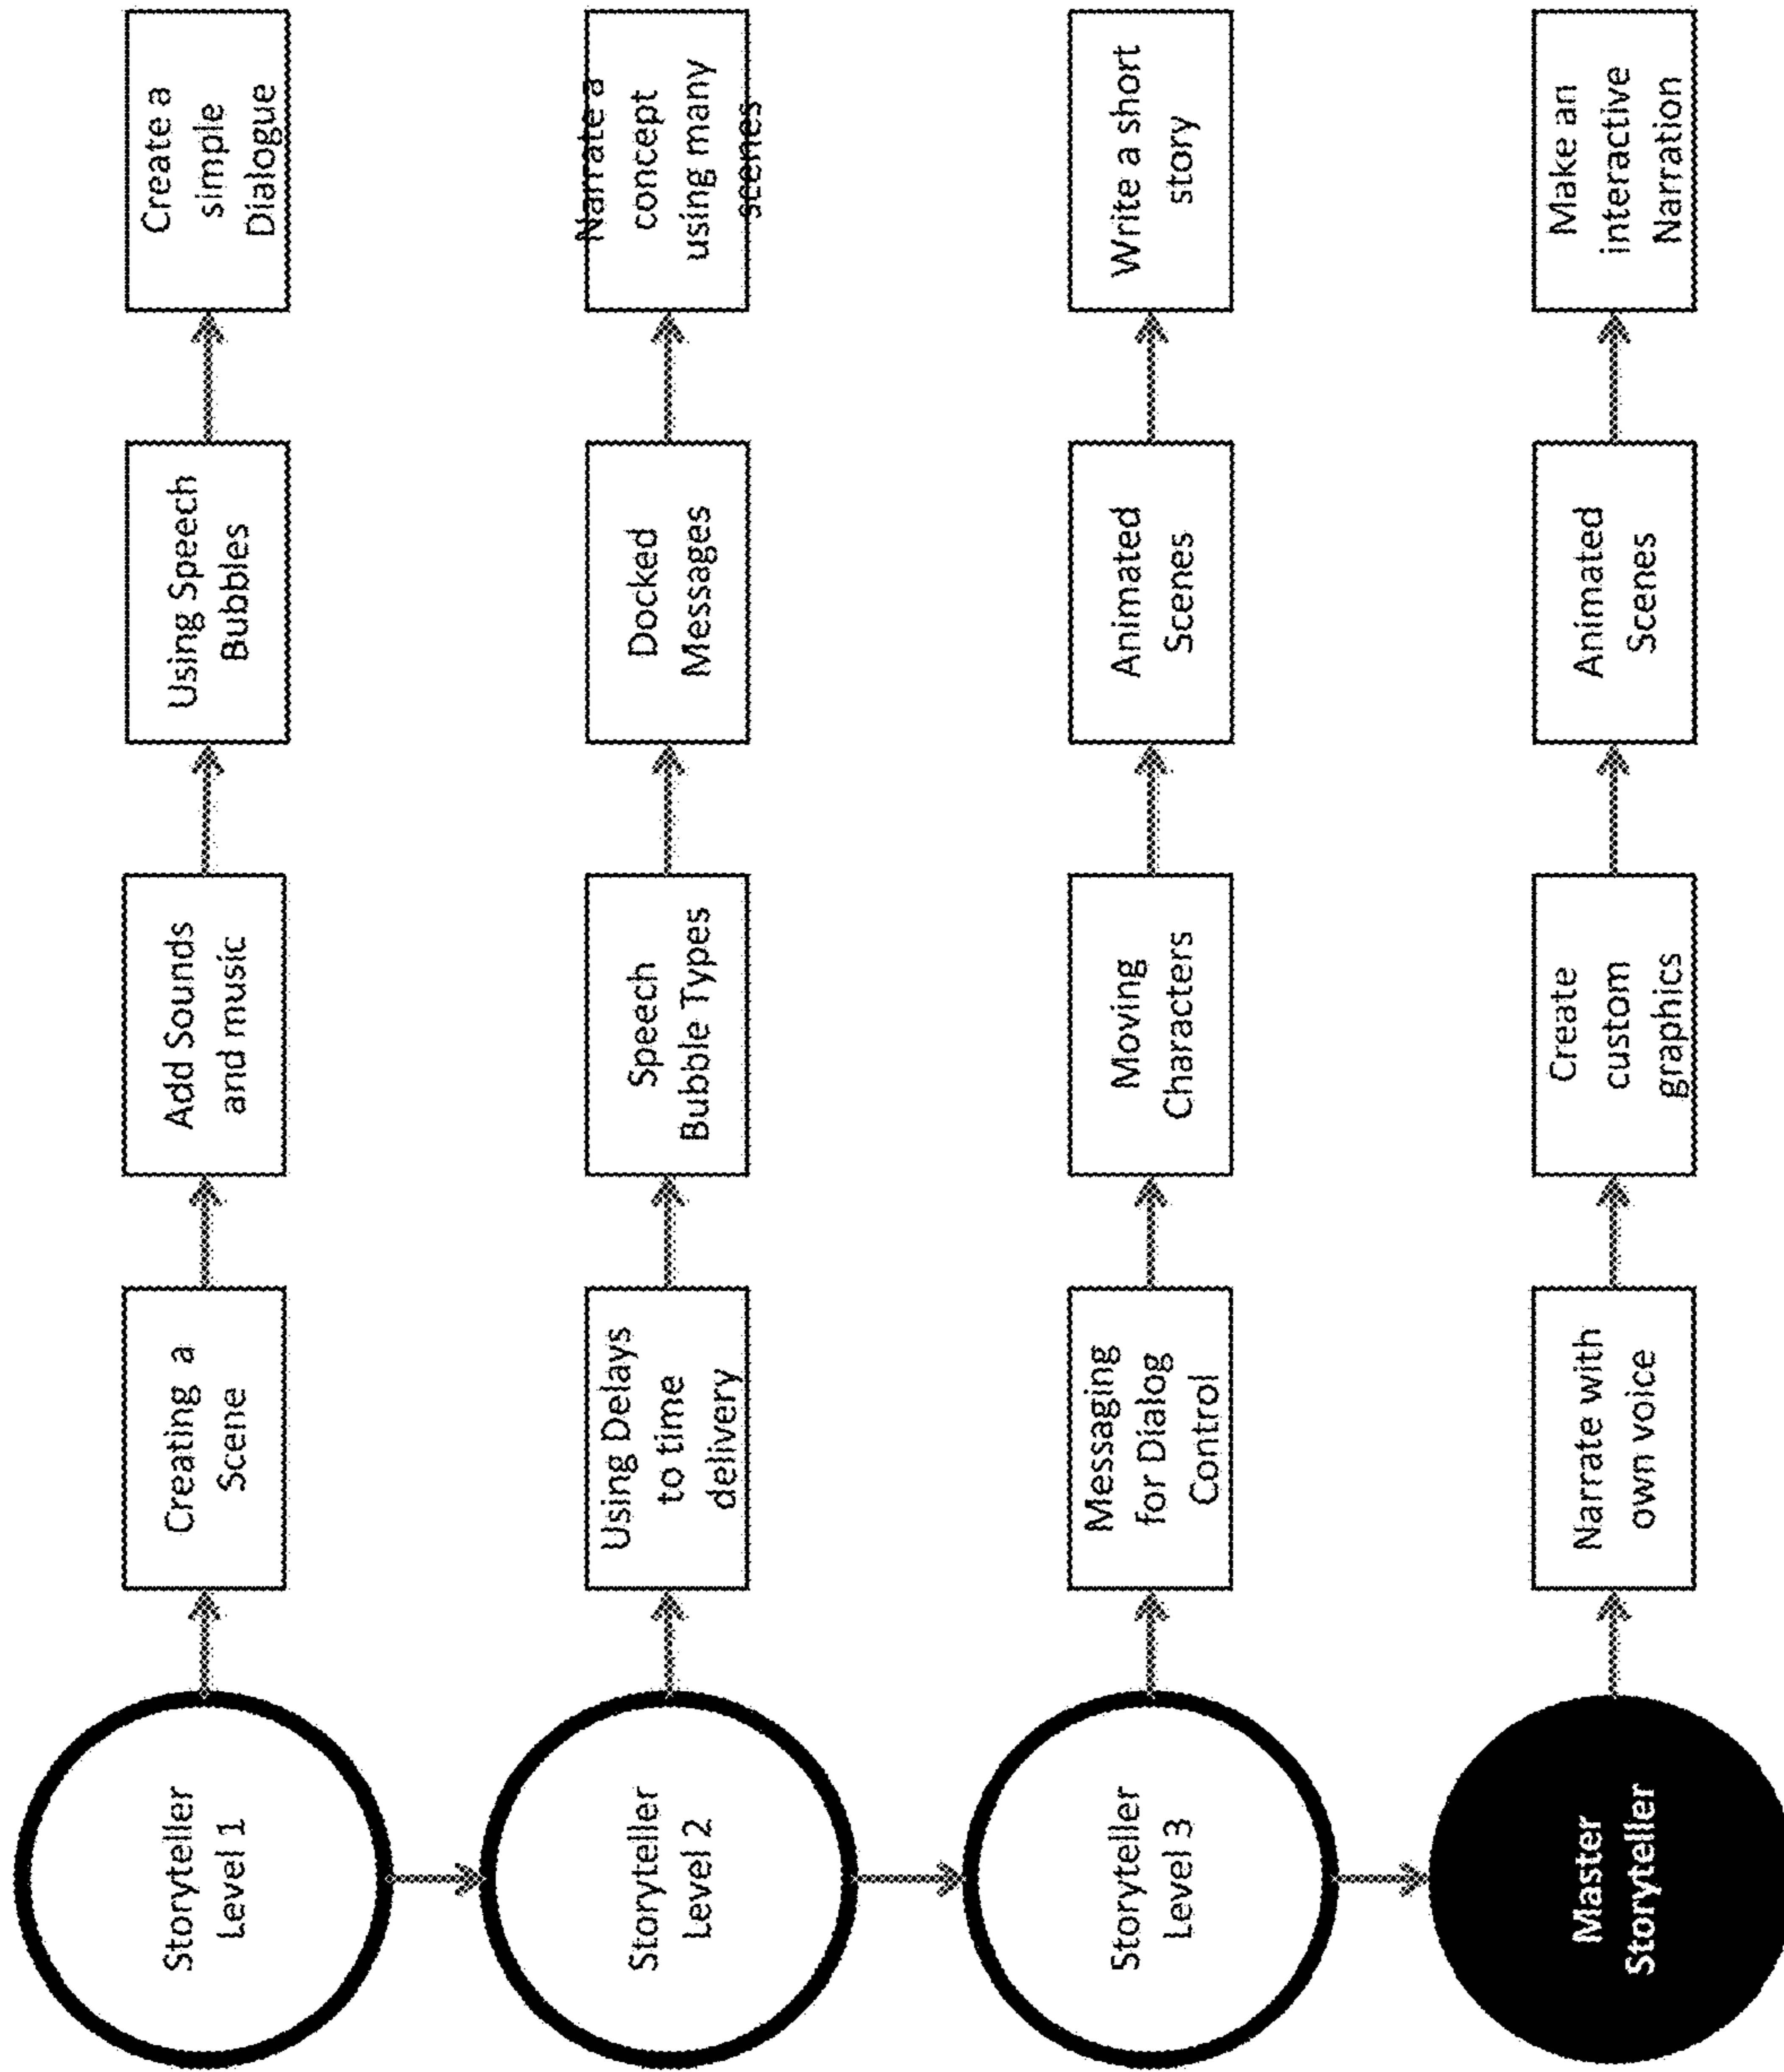 Storyteller
Level 1
Creating a
Scene
Add Sounds
and music
Using Speech
Bubbles
Create a
simple
Dialogue
Storyteller
Level 2
Using Delays
to time
delivery
Speech
Bubble Types
Docked
Messages
Narrate a
concept
using many
scenes
Storyteller
Level 3
Messaging
for Dialog
Control
Moving
Characters
Animated
Scenes
Write a short
story
Master
Storyteller
Narrate with
own voice
Create
custom
graphics
Animated
Scenes
Make an
interactive
Narration